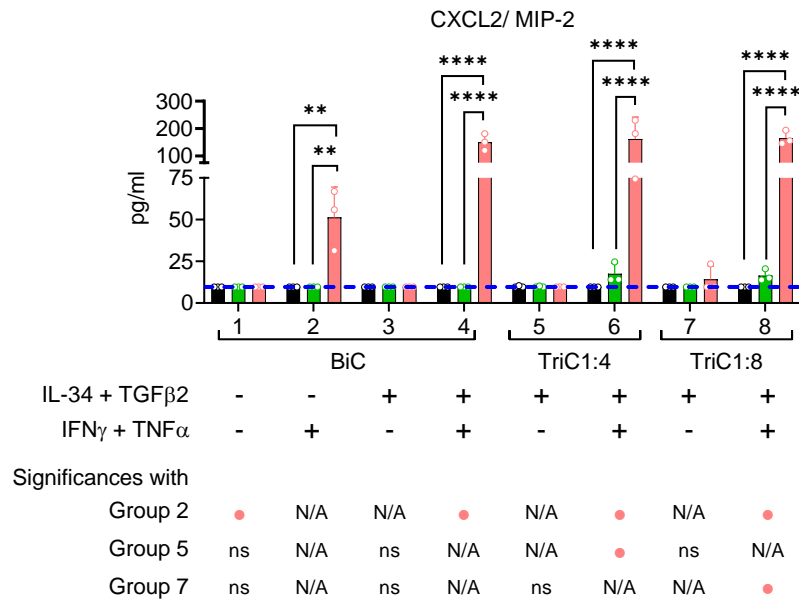 CXCL2/ MIP-2
**** **** ****
**** **** ****
** 
**
300
200
100
75
50
25
0
pg/ml
1 2 3 4 5 6 7 8
BiC TriC1:4 TriC1:8
IL-34 + TGFβ2 - - + + + + + +
IFNγ + TNFα - + - + - + - +
Significances with
Group 2 ● N/A N/A ● N/A ● N/A ●
Group 5 ns N/A ns N/A N/A ● ns N/A
Group 7 ns N/A ns N/A ns N/A N/A ●